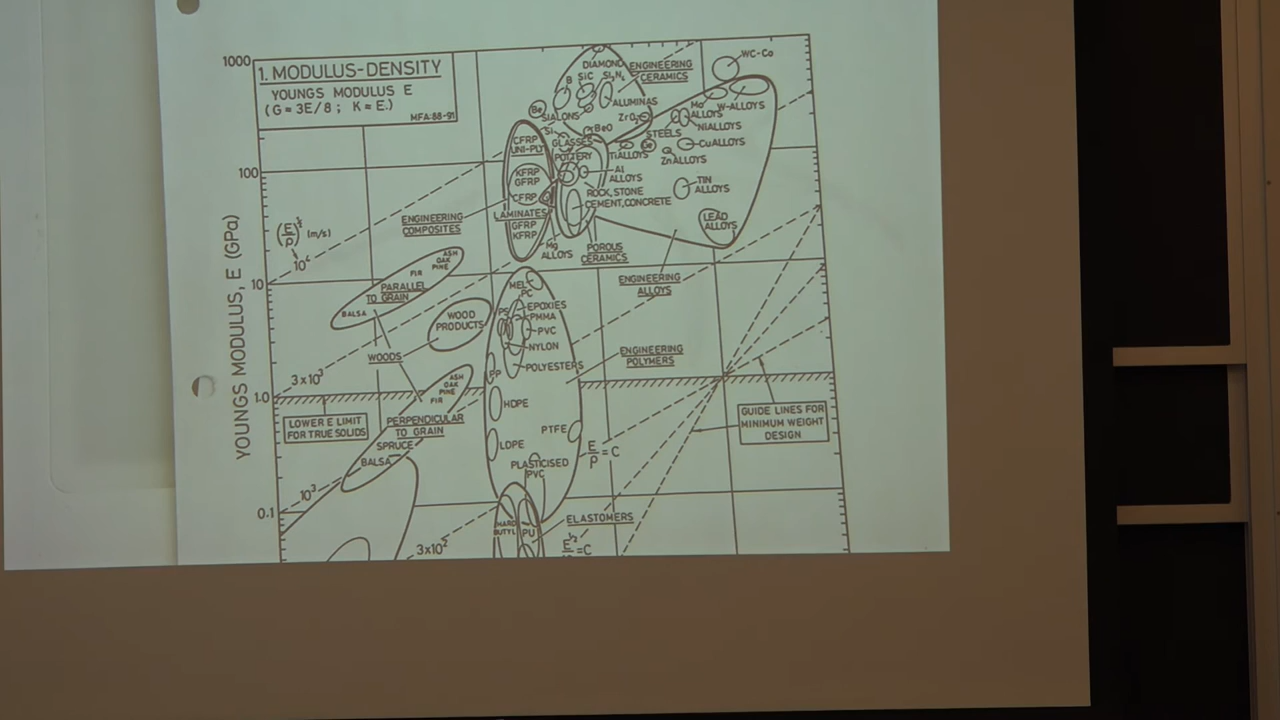 1. MODULUS-DENSITY
YOUNGS MODULUS E
(G = 3E/8 ; K = E.)
MFA:88-91
YOUNGS MODULUS, E (GPa)
1000
100
10
1.0
0.1
(E/ρ)^½ (m/s)
10⁴
3×10³
10³
3×10²
DIAMOND
B
SiC
Si₃N₄
ENGINEERING
CERAMICS
WC-Co
Be
SIALONS
ALUMINAS
ZrO₂
BeO
Si
Mo
W-ALLOYS
ALLOYS
NiALLOYS
STEELS
CuALLOYS
ZnALLOYS
TiALLOYS
GLASSES
POTTERY
Al
ALLOYS
TIN
ALLOYS
LEAD
ALLOYS
ROCK, STONE
CEMENT, CONCRETE
POROUS
CERAMICS
Mg
ALLOYS
CFRP
UNI-PLY
KFRP
GFRP
CFRP
LAMINATES
GFRP
KFRP
ENGINEERING
COMPOSITES
ENGINEERING
ALLOYS
ASH
OAK
PINE
FIR
PARALLEL
TO GRAIN
BALSA
WOOD
PRODUCTS
WOODS
ASH
OAK
PINE
FIR
PERPENDICULAR
TO GRAIN
SPRUCE
BALSA
LOWER E LIMIT
FOR TRUE SOLIDS
MEL
PC
PS
EPOXIES
PMMA
PVC
NYLON
POLYESTERS
PP
HDPE
PTFE
LDPE
PLASTICISED
PVC
ENGINEERING
POLYMERS
GUIDE LINES FOR
MINIMUM WEIGHT
DESIGN
E/ρ = C
HARD
BUTYL
PU
ELASTOMERS
E^½
=C